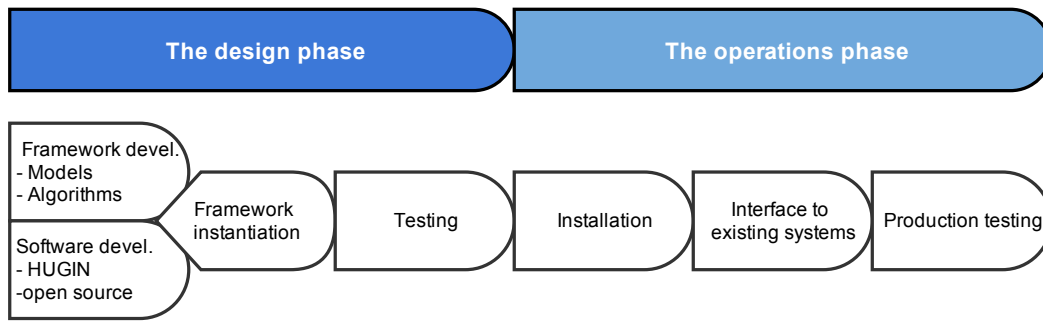 The design phase
The operations phase
Framework devel.
- Models
- Algorithms
Software devel.
- HUGIN
-open source
Framework
instantiation
Testing
Installation
Interface to
existing systems
Production testing